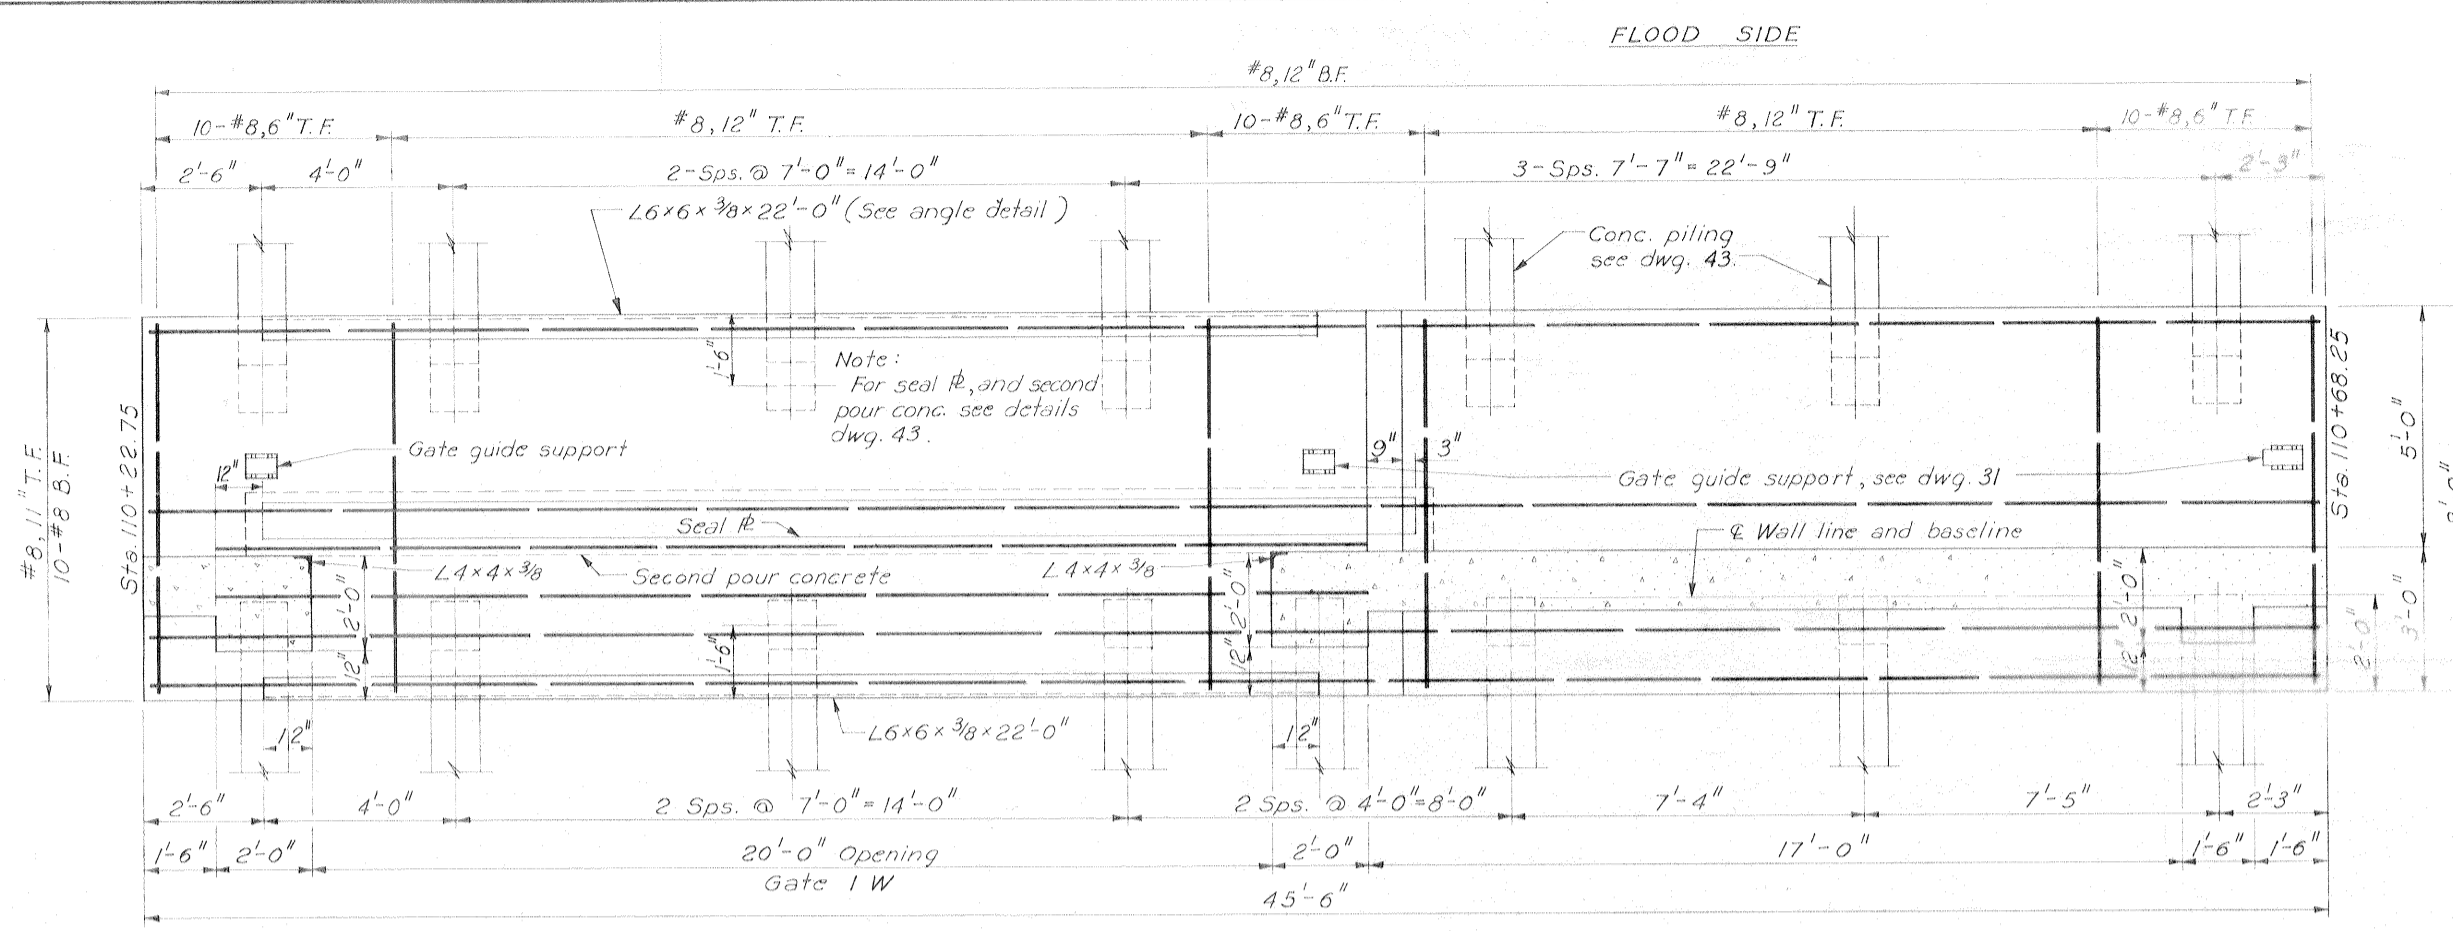 FLOOD SIDE
#8, 12" B.F.
10-#8, 6" T.F.
#8, 12" T.F.
10-#8, 6" T.F.
#8, 12" T.F.
10-#8, 6" T.F.
2'-6"
4'-0"
2-Sps. @ 7'-0" = 14'-0"
3-Sps. 7'-7" = 22'-9"
2'-3"
L6×6×3/8×22'-0" (See angle detail)
Conc. piling
see dwg. 43.
1'-6"
Note:
For seal PL, and second
pour conc. see details
dwg. 43.
#8, 11" T.F.
10-#8 B.F.
Sta. 110+22.75
Sta. 110+68.25
5'-0"
Gate guide support
12"
9"
3"
Gate guide support, see dwg. 31
Seal PL
℄ Wall line and baseline
L4×4×3/8
Second pour concrete
L4×4×3/8
2'-0"
12"
1'-6"
2'-0"
12"
2'-0"
12"
2'-0"
3'-0"
12"
L6×6×3/8×22'-0"
12"
2'-6"
4'-0"
2 Sps. @ 7'-0" = 14'-0"
2 Sps. @ 4'-0" = 8'-0"
7'-4"
7'-5"
2'-3"
1'-6"
2'-0"
20'-0" Opening
2'-0"
17'-0"
1'-6"
1'-6"
Gate 1 W
45'-6"